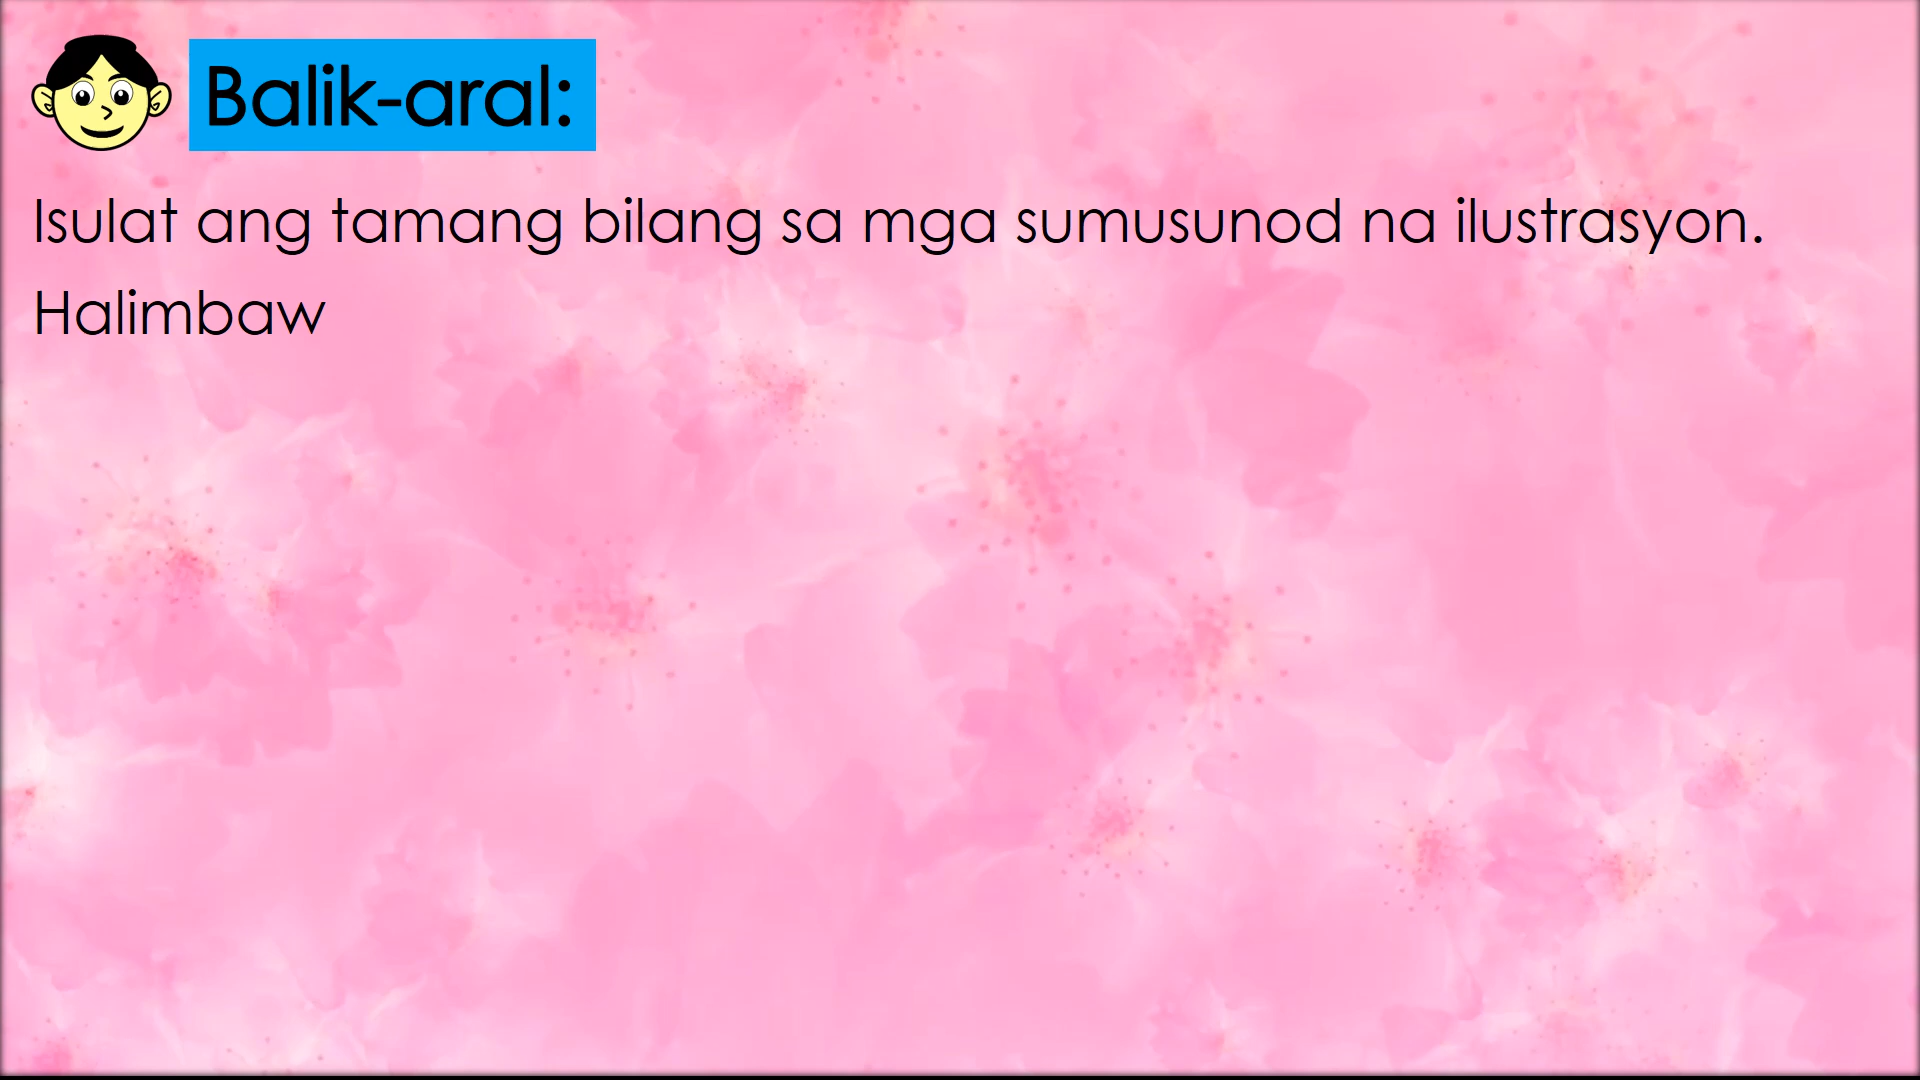 Balik-aral:
Isulat ang tamang bilang sa mga sumusunod na ilustrasyon.
Halimbaw